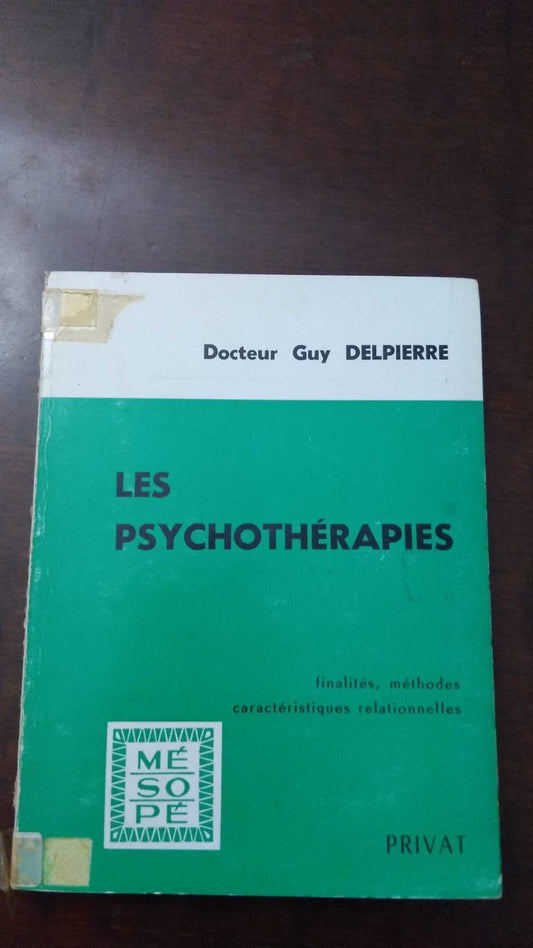 Docteur Guy DELPIERRE
LES
PSYCHOTHÉRAPIES
finalités, méthodes
caractéristiques relationnelles
MÉ
SO
PÉ
PRIVAT